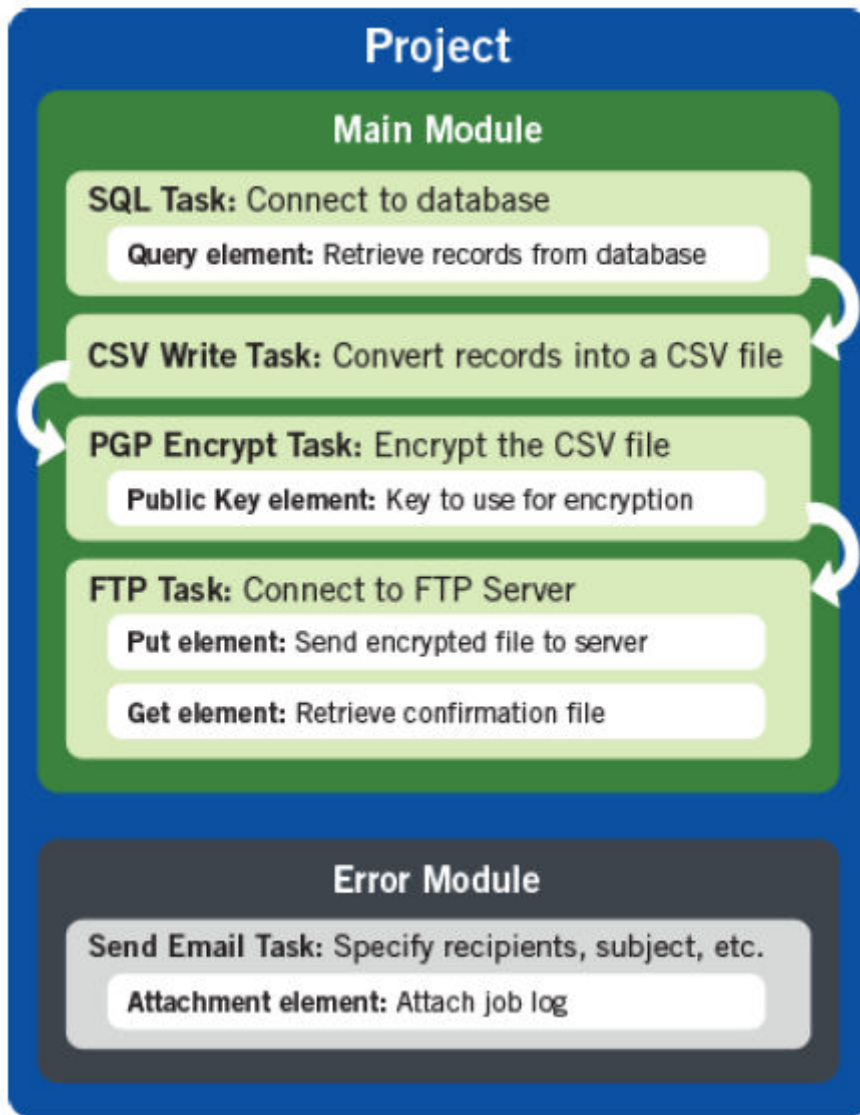 Project
Main Module
SQL Task: Connect to database
Query element: Retrieve records from database
CSV Write Task: Convert records into a CSV file
PGP Encrypt Task: Encrypt the CSV file
Public Key element: Key to use for encryption
FTP Task: Connect to FTP Server
Put element: Send encrypted file to server
Get element: Retrieve confirmation file
Error Module
Send Email Task: Specify recipients, subject, etc.
Attachment element: Attach job log